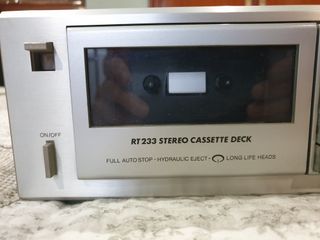 ON/OFF
RT233 STEREO CASSETTE DECK
FULL AUTO STOP · HYDRAULIC EJECT · LONG LIFE HEADS